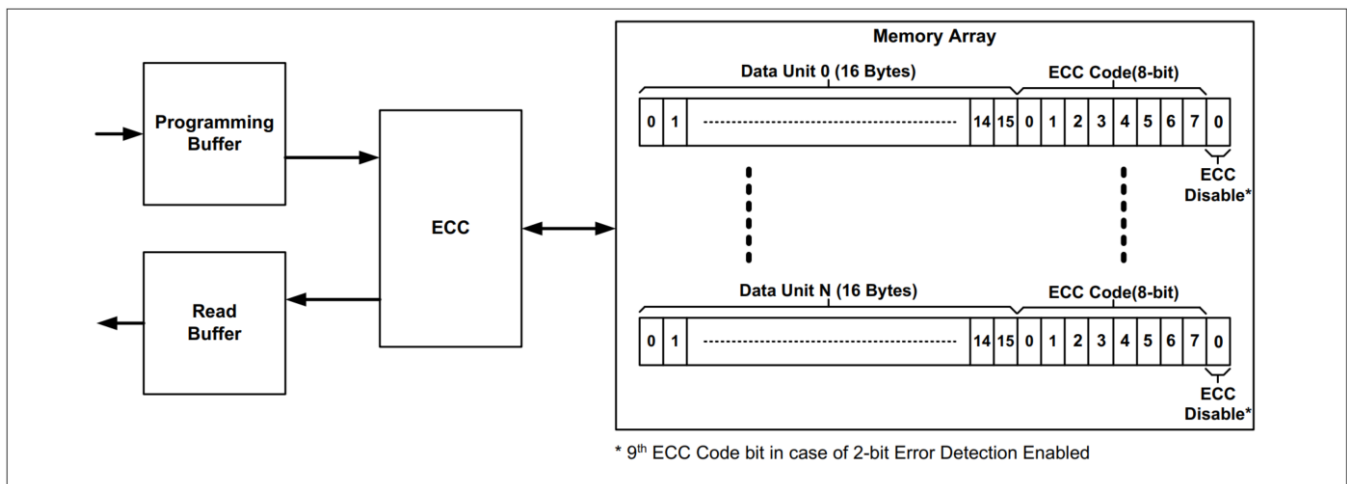 Memory Array
Data Unit 0 (16 Bytes)
ECC Code(8-bit)
0 1 14 15 0 1 2 3 4 5 6 7 0
ECC
Disable*
Programming
Buffer
ECC
Read
Buffer
Data Unit N (16 Bytes)
ECC Code(8-bit)
0 1 14 15 0 1 2 3 4 5 6 7 0
ECC
Disable*
* 9th ECC Code bit in case of 2-bit Error Detection Enabled